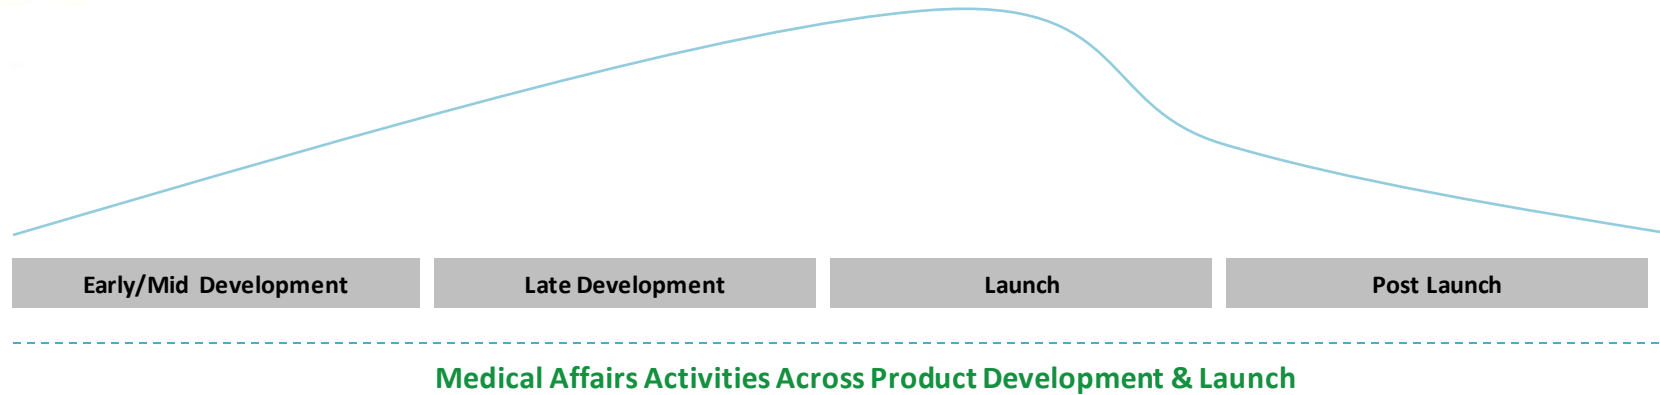 Early/Mid Development
Late Development
Launch
Post Launch
Medical Affairs Activities Across Product Development & Launch